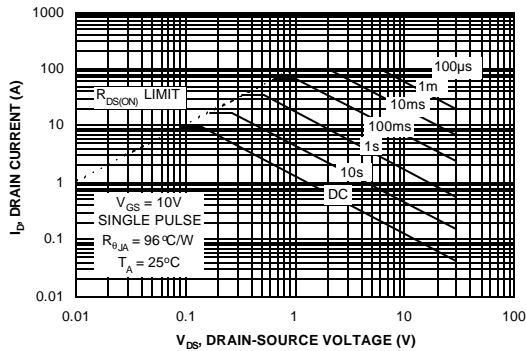 1000
100
10
1
0.1
0.01
I_D, DRAIN CURRENT (A)
R_DS(ON) LIMIT
100μs
1m
10ms
100ms
1s
10s
DC
V_GS = 10V
SINGLE PULSE
R_θJA = 96 °C/W
T_A = 25°C
0.01 0.1 1 10 100
V_DS, DRAIN-SOURCE VOLTAGE (V)